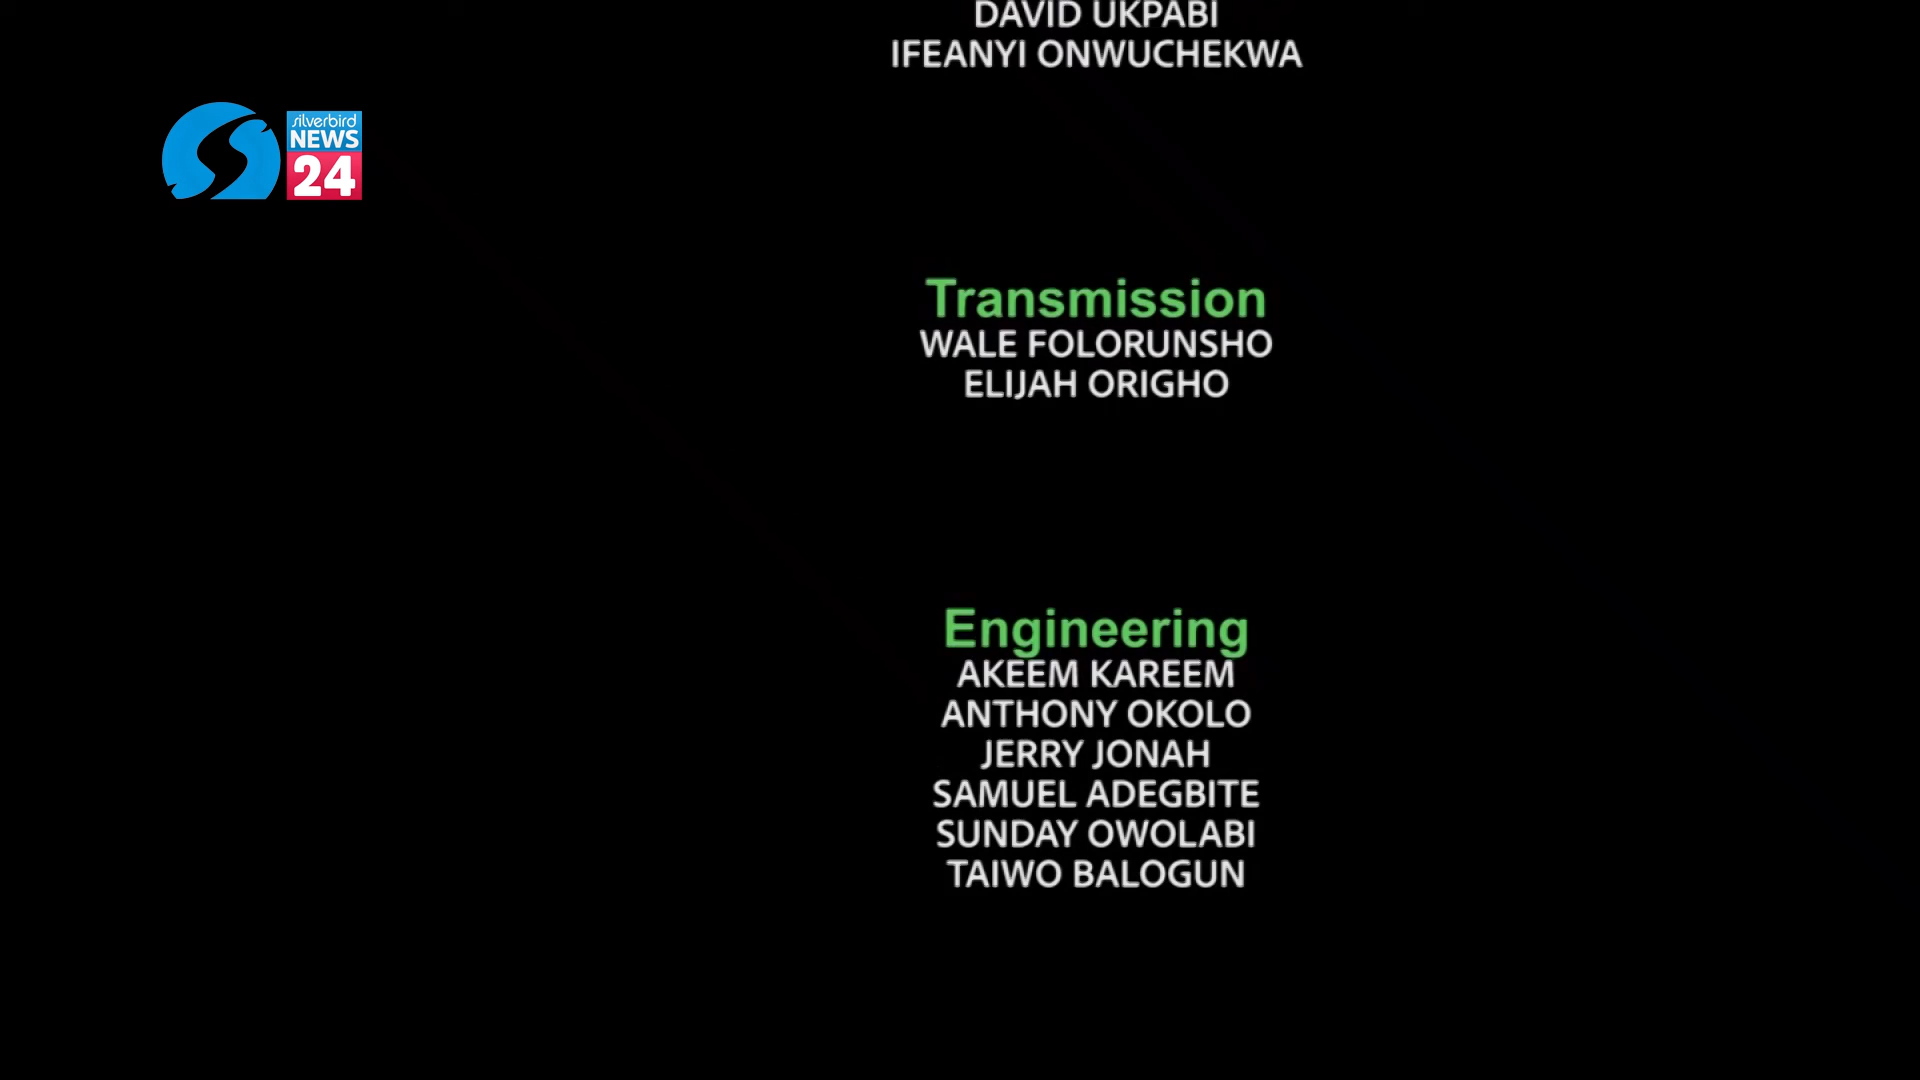 DAVID UKPABI
IFEANYI ONWUCHEKWA
silverbird
NEWS
24
Transmission
WALE FOLORUNSHO
ELIJAH ORIGHO
Engineering
AKEEM KAREEM
ANTHONY OKOLO
JERRY JONAH
SAMUEL ADEGBITE
SUNDAY OWOLABI
TAIWO BALOGUN